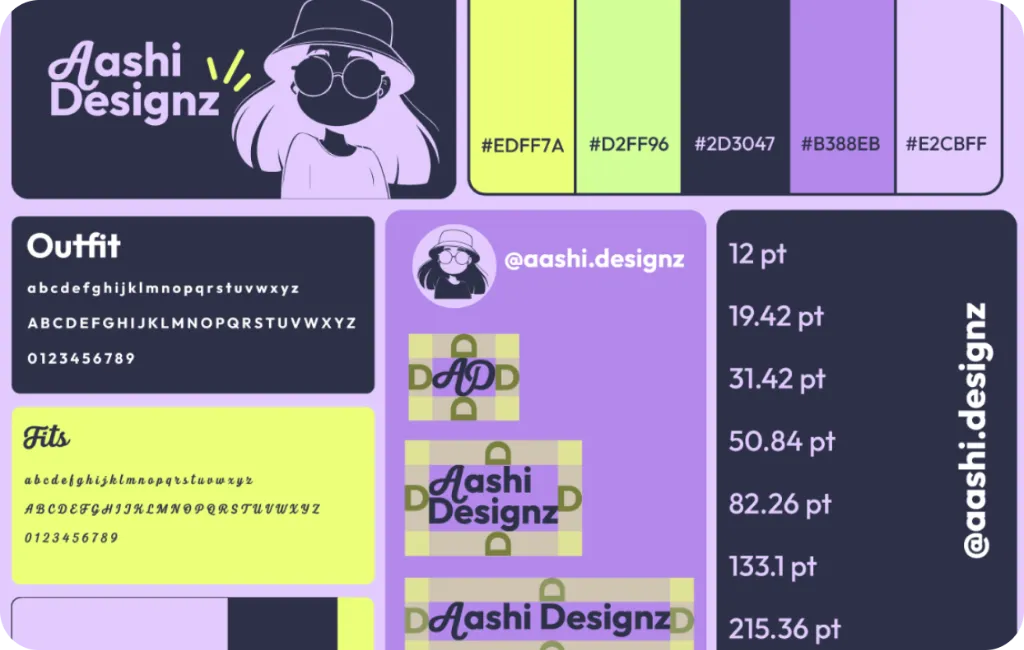 Aashi
Designz
#EDFF7A
#D2FF96
#2D3047
#B388EB
#E2CBFF
Outfit
abcdefghijklmnopqrstuvwxyz
ABCDEFGHIJKLMNOPQRSTUVWXYZ
0123456789
Fits
abcdefghijklmnopqrstuvwxyz
ABCDEFGHIJKLMNOPQRSTUVWXYZ
0123456789
@aashi.designz
D
D AD D
D
D
D Aashi
Designz D
D
D
D Aashi Designz D
D
12 pt
19.42 pt
31.42 pt
50.84 pt
82.26 pt
133.1 pt
215.36 pt
@aashi.designz